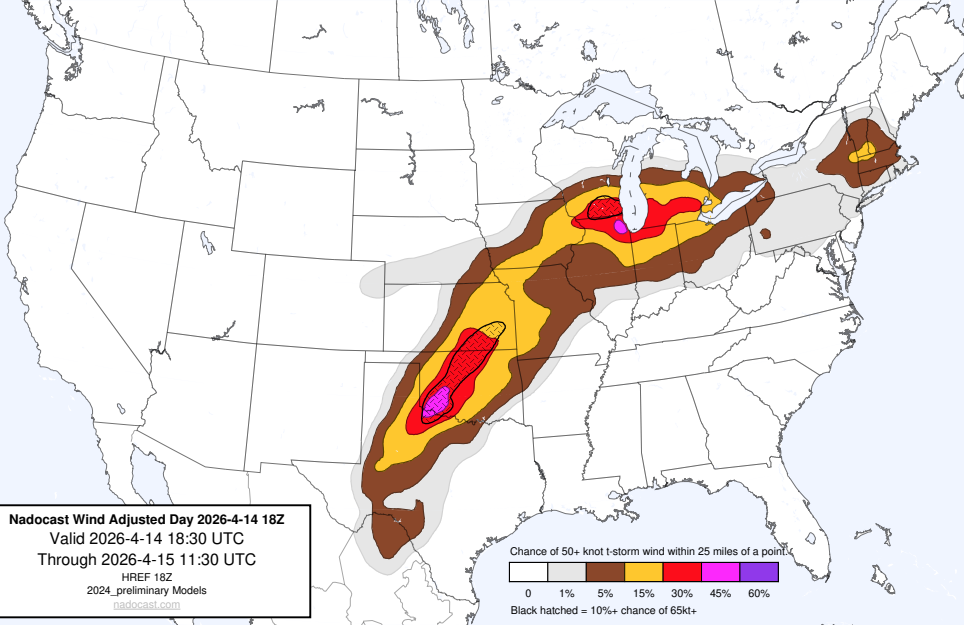 Nadocast Wind Adjusted Day 2026-4-14 18Z
Valid 2026-4-14 18:30 UTC
Through 2026-4-15 11:30 UTC
HREF 18Z
2024_preliminary Models
nadocast.com
Chance of 50+ knot t-storm wind within 25 miles of a point.
0 1% 5% 15% 30% 45% 60%
Black hatched = 10%+ chance of 65kt+